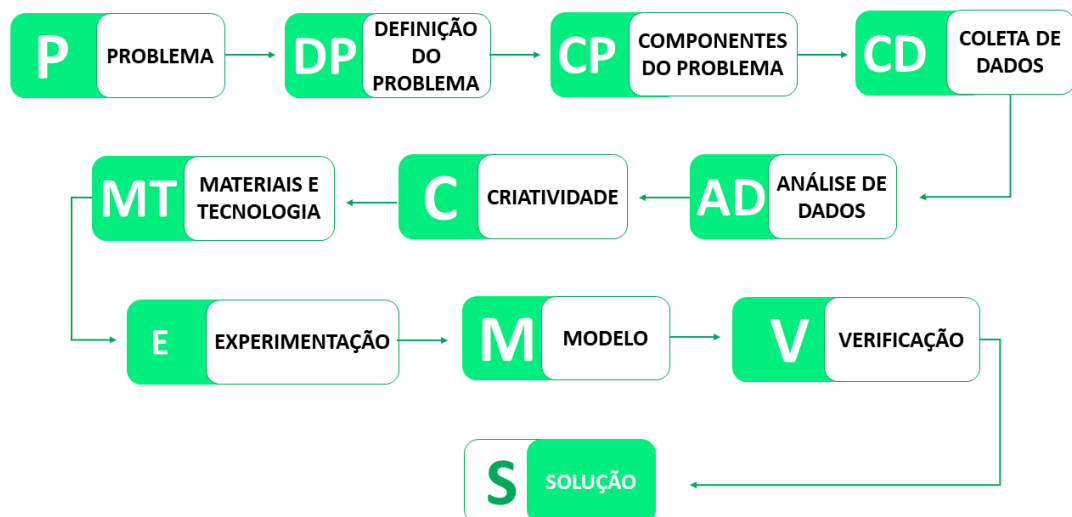 P
PROBLEMA
DP
DEFINIÇÃO
DO
PROBLEMA
CP
COMPONENTES
DO PROBLEMA
CD
COLETA DE
DADOS
AD
ANÁLISE DE
DADOS
C
CRIATIVIDADE
MT
MATERIAIS E
TECNOLOGIA
E
EXPERIMENTAÇÃO
M
MODELO
V
VERIFICAÇÃO
S
SOLUÇÃO